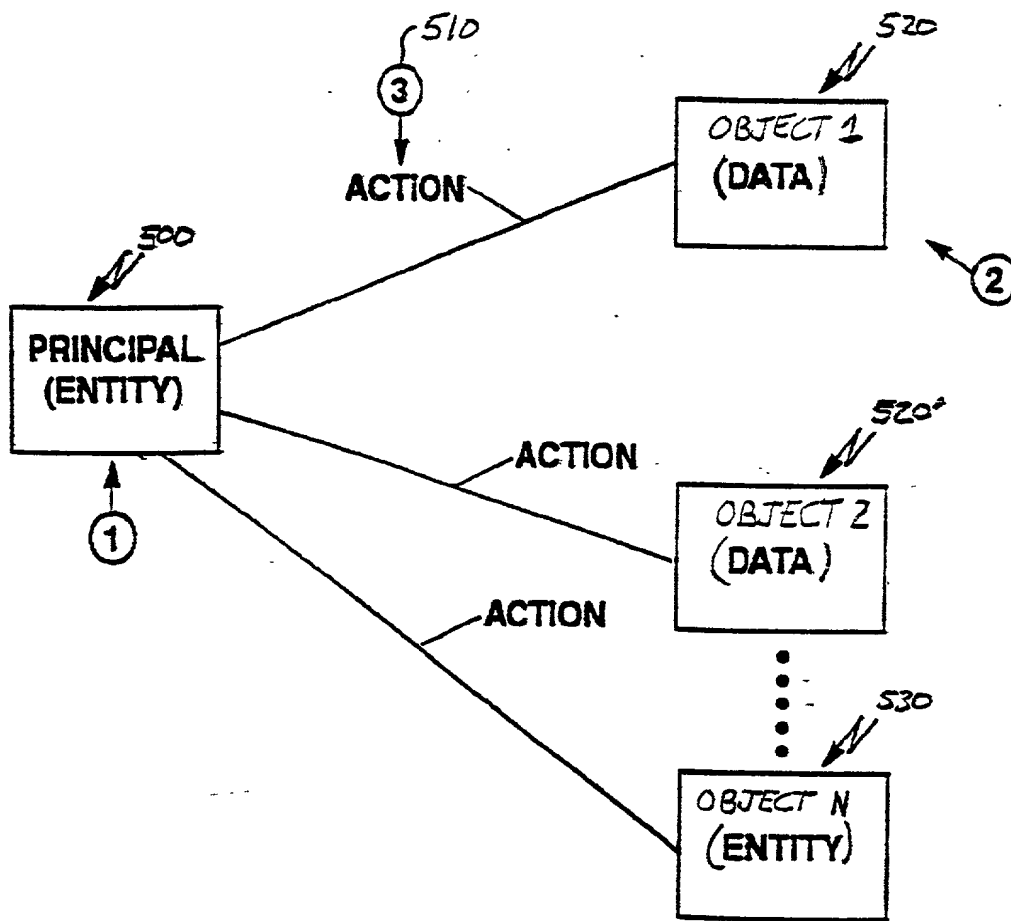 510
3
ACTION
520
OBJECT 1
(DATA)
2
500
PRINCIPAL
(ENTITY)
1
ACTION
520'
OBJECT 2
(DATA)
ACTION
530
OBJECT N
(ENTITY)